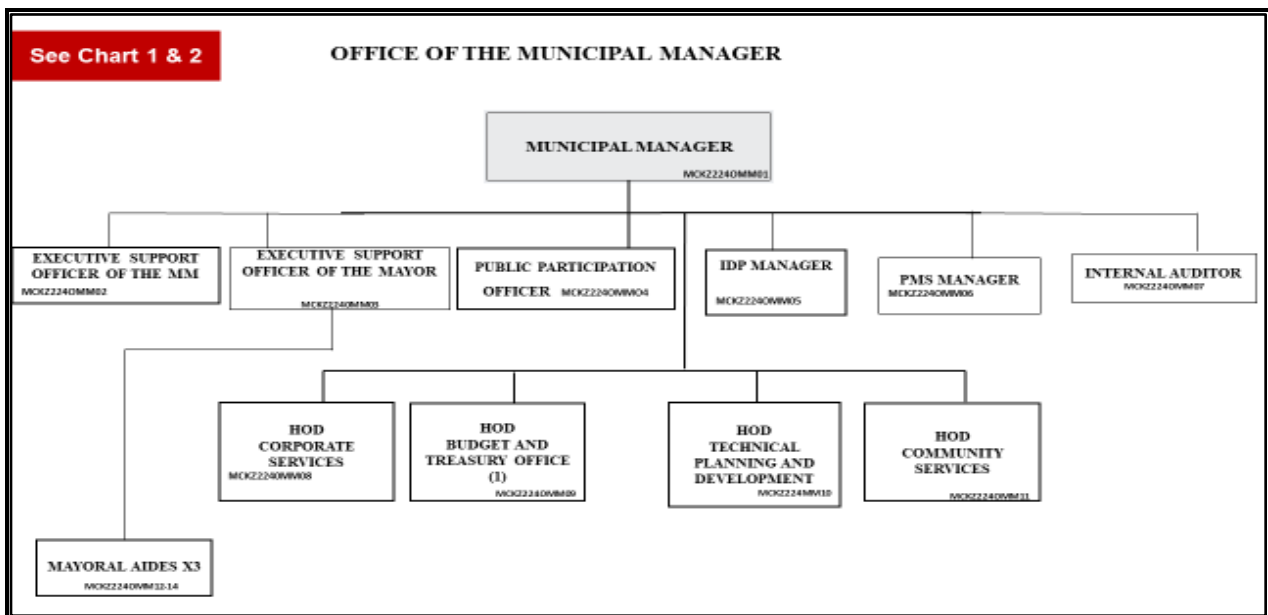 See Chart 1 & 2
OFFICE OF THE MUNICIPAL MANAGER
MUNICIPAL MANAGER
MCKZ224OMM01
EXECUTIVE SUPPORT
OFFICER OF THE MM
MCKZ224OMM02
EXECUTIVE SUPPORT
OFFICER OF THE MAYOR
MCKZ224OMM03
PUBLIC PARTICIPATION
OFFICER MCKZ224OMMO4
IDP MANAGER
MCKZ224OMM05
PMS MANAGER
MCKZ224OMM06
INTERNAL AUDITOR
MCKZ224OMM07
HOD
CORPORATE
SERVICES
MCKZ224OMM08
HOD
BUDGET AND
TREASURY OFFICE
(1)
MCKZ224OMM09
HOD
TECHNICAL
PLANNING AND
DEVELOPMENT
MCKZ224MM10
HOD
COMMUNITY
SERVICES
MCKZ224OMM11
MAYORAL AIDES X3
MCKZ224OMM12-14